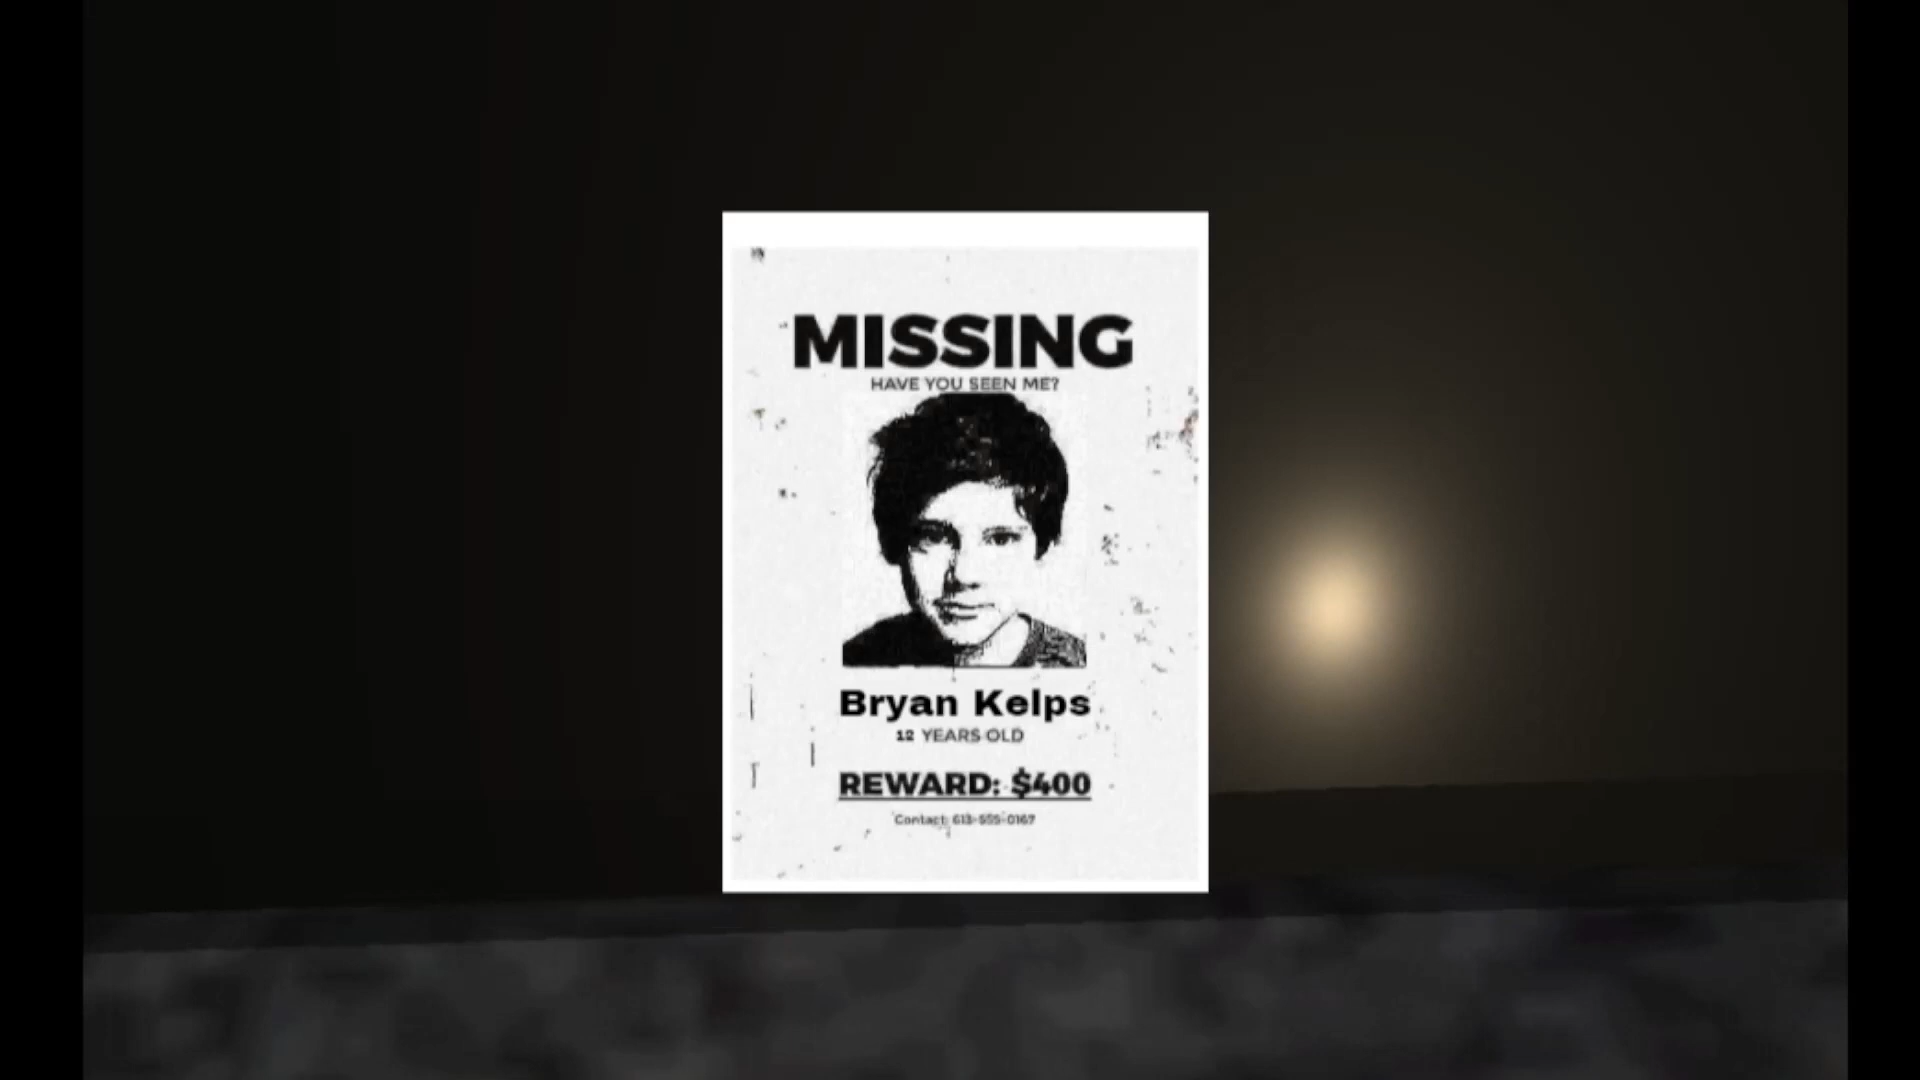 MISSING
HAVE YOU SEEN ME?
Bryan Kelps
12 YEARS OLD
REWARD: $400
Contact: 613-555-0167